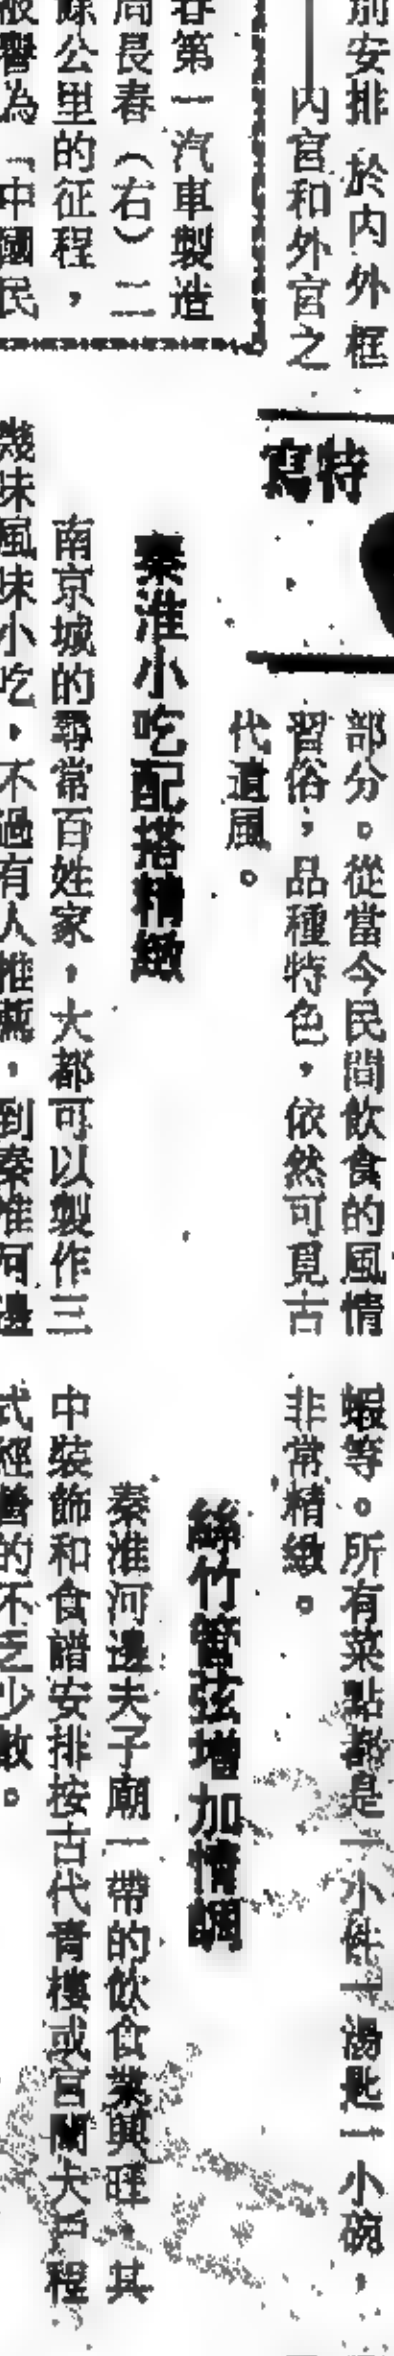 別安排於內外框
內宮和外宮之
春第一汽車製造
周長春（右）二
餘公里的征程，
被譽為「中國民
特寫
部分。從當今民間飲食的風情
習俗，品種特色，依然可覓古
代遺風。
秦淮小吃配搭精緻
南京城的尋常百姓家，大都可以製作三
幾味風味小吃，不過有人推薦，到秦淮河邊
蝦等。所有菜點都是一小件一湯匙一小碗，
非常精緻。
絲竹管弦增加情調
秦淮河邊夫子廟一帶的飲食業興旺，其
中裝飾和食譜安排按古代青樓或宮闈大戶程
式經營的不乏少數。